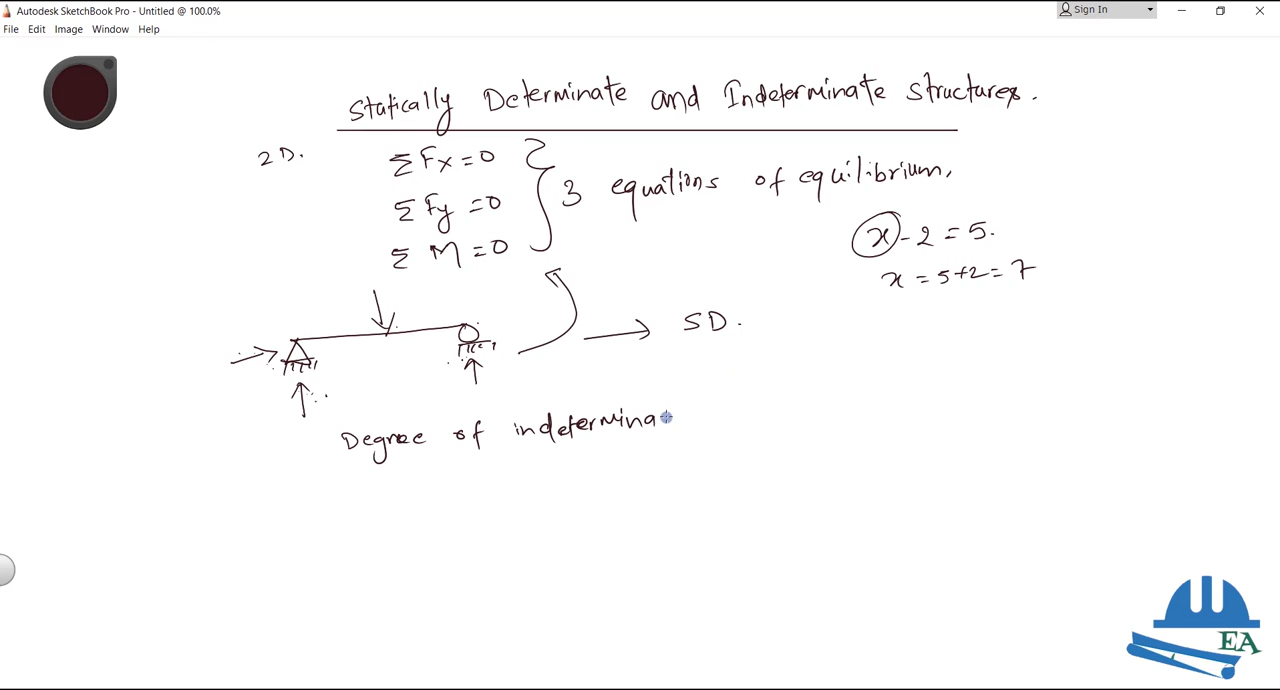 Autodesk SketchBook Pro - Untitled @ 100.0%
Sign In
File Edit Image Window Help
Statically Determinate and Indeterminate Structures.
2D.
ΣFx=0
ΣFy=0
ΣM=0
3 equations of equilibrium,
x-2=5.
x=5+2=7
SD.
Degree of indetermina
EA